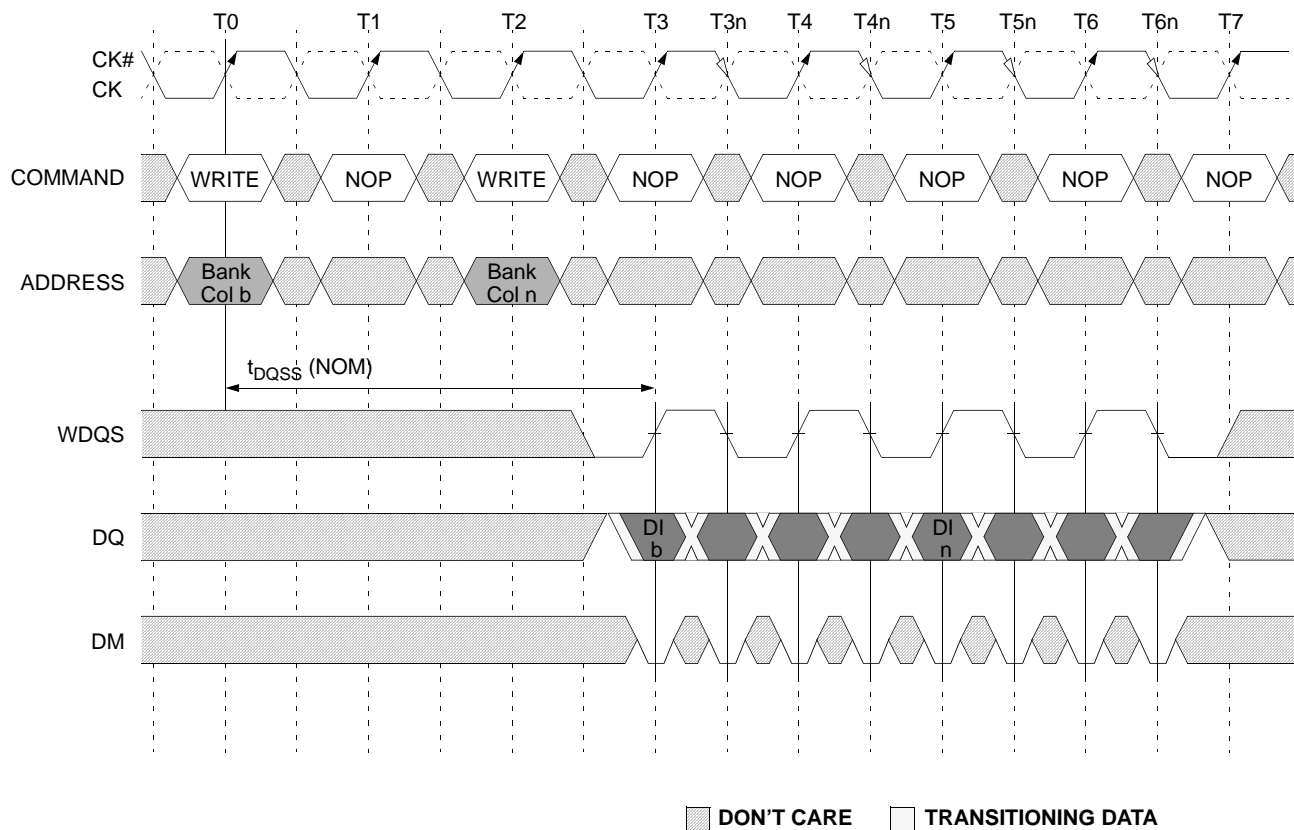 T0 T1 T2 T3 T3n T4 T4n T5 T5n T6 T6n T7
CK#
CK
COMMAND WRITE NOP WRITE NOP NOP NOP NOP NOP
ADDRESS Bank Col b Bank Col n
tDQSS (NOM)
WDQS
DQ DI b DI n
DM
DON'T CARE TRANSITIONING DATA